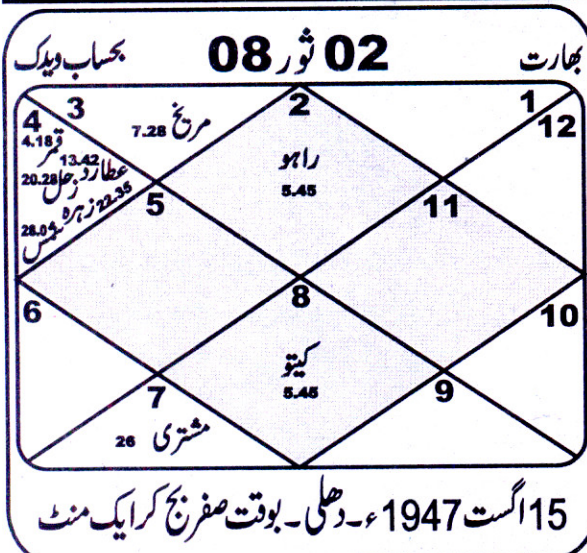 بھارت 02 ثور 08 بحساب ویدک
2
1
12
3
4
مریخ 7.28
راہو
5.45
قمر 4.18
عطارد 13.42
زحل 20.28
زہرہ 22.35
شمس 28.04
5
11
6
8
10
کیتو
5.45
7
9
مشتری 26
15 اگست 1947ء۔ دھلی۔ بوقت صفر بج کر ایک منٹ